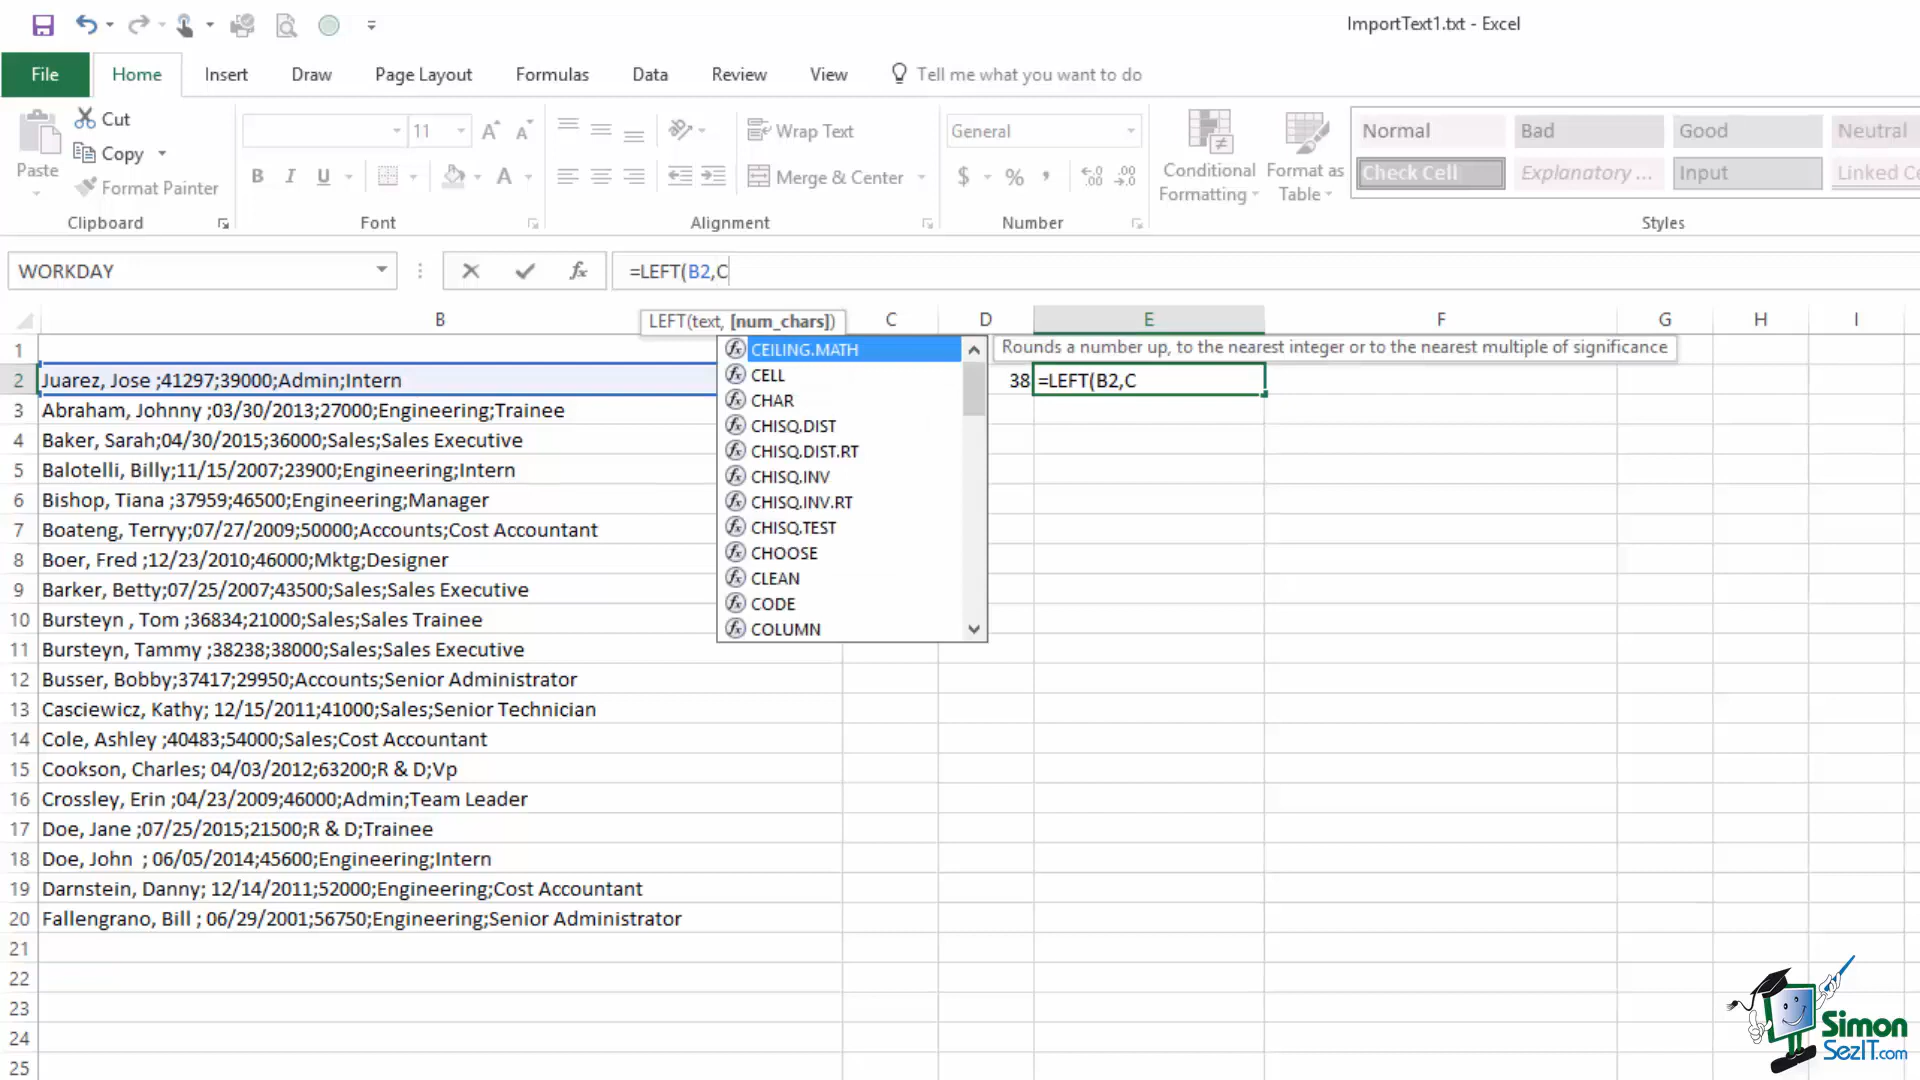 ImportText1.txt - Excel
File Home Insert Draw Page Layout Formulas Data Review View Tell me what you want to do
Paste
Cut
Copy
Format Painter
Clipboard
11
B I U A
Font
Wrap Text
Merge & Center
Alignment
General
$ % ,
Number
Conditional Formatting
Format as Table
Normal Bad Good Neutral
Check Cell Explanatory ... Input Linked Ce
Styles
WORKDAY fx =LEFT(B2,C
LEFT(text, [num_chars])
B C D E F G H I
CEILING.MATH
CELL
CHAR
CHISQ.DIST
CHISQ.DIST.RT
CHISQ.INV
CHISQ.INV.RT
CHISQ.TEST
CHOOSE
CLEAN
CODE
COLUMN
Rounds a number up, to the nearest integer or to the nearest multiple of significance
1
2 Juarez, Jose ;41297;39000;Admin;Intern 38 =LEFT(B2,C
3 Abraham, Johnny ;03/30/2013;27000;Engineering;Trainee
4 Baker, Sarah;04/30/2015;36000;Sales;Sales Executive
5 Balotelli, Billy;11/15/2007;23900;Engineering;Intern
6 Bishop, Tiana ;37959;46500;Engineering;Manager
7 Boateng, Terryy;07/27/2009;50000;Accounts;Cost Accountant
8 Boer, Fred ;12/23/2010;46000;Mktg;Designer
9 Barker, Betty;07/25/2007;43500;Sales;Sales Executive
10 Bursteyn , Tom ;36834;21000;Sales;Sales Trainee
11 Bursteyn, Tammy ;38238;38000;Sales;Sales Executive
12 Busser, Bobby;37417;29950;Accounts;Senior Administrator
13 Casciewicz, Kathy; 12/15/2011;41000;Sales;Senior Technician
14 Cole, Ashley ;40483;54000;Sales;Cost Accountant
15 Cookson, Charles; 04/03/2012;63200;R & D;Vp
16 Crossley, Erin ;04/23/2009;46000;Admin;Team Leader
17 Doe, Jane ;07/25/2015;21500;R & D;Trainee
18 Doe, John  ; 06/05/2014;45600;Engineering;Intern
19 Darnstein, Danny; 12/14/2011;52000;Engineering;Cost Accountant
20 Fallengrano, Bill ; 06/29/2001;56750;Engineering;Senior Administrator
21
22
23
24
25
Simon
SezIT.com